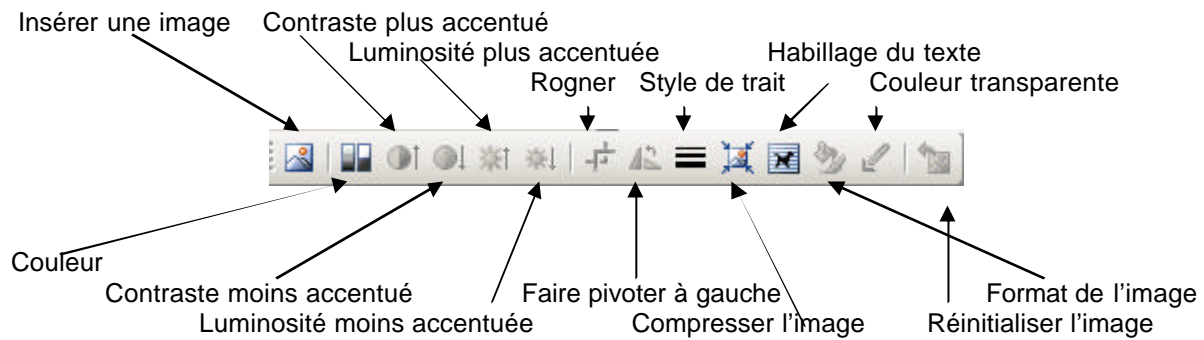 Insérer une image Contraste plus accentué
Luminosité plus accentuée Habillage du texte
Rogner Style de trait Couleur transparente
Couleur
Contraste moins accentué Faire pivoter à gauche Format de l'image
Luminosité moins accentuée Compresser l'image Réinitialiser l'image